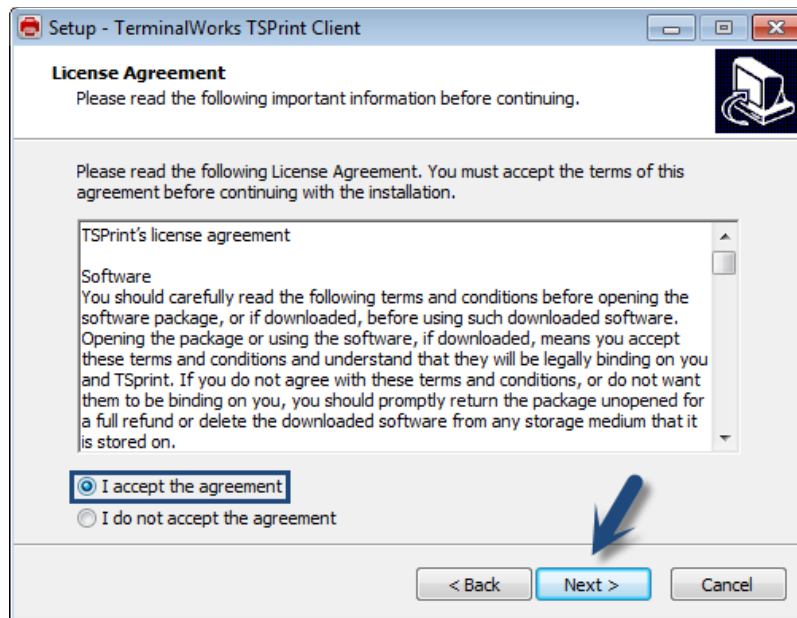 Setup - TerminalWorks TSPrint Client
License Agreement
Please read the following important information before continuing.
Please read the following License Agreement. You must accept the terms of this
agreement before continuing with the installation.
TSPrint's license agreement
Software
You should carefully read the following terms and conditions before opening the
software package, or if downloaded, before using such downloaded software.
Opening the package or using the software, if downloaded, means you accept
these terms and conditions and understand that they will be legally binding on you
and TSprint. If you do not agree with these terms and conditions, or do not want
them to be binding on you, you should promptly return the package unopened for
a full refund or delete the downloaded software from any storage medium that it
is stored on.
I accept the agreement
I do not accept the agreement
< Back
Next >
Cancel